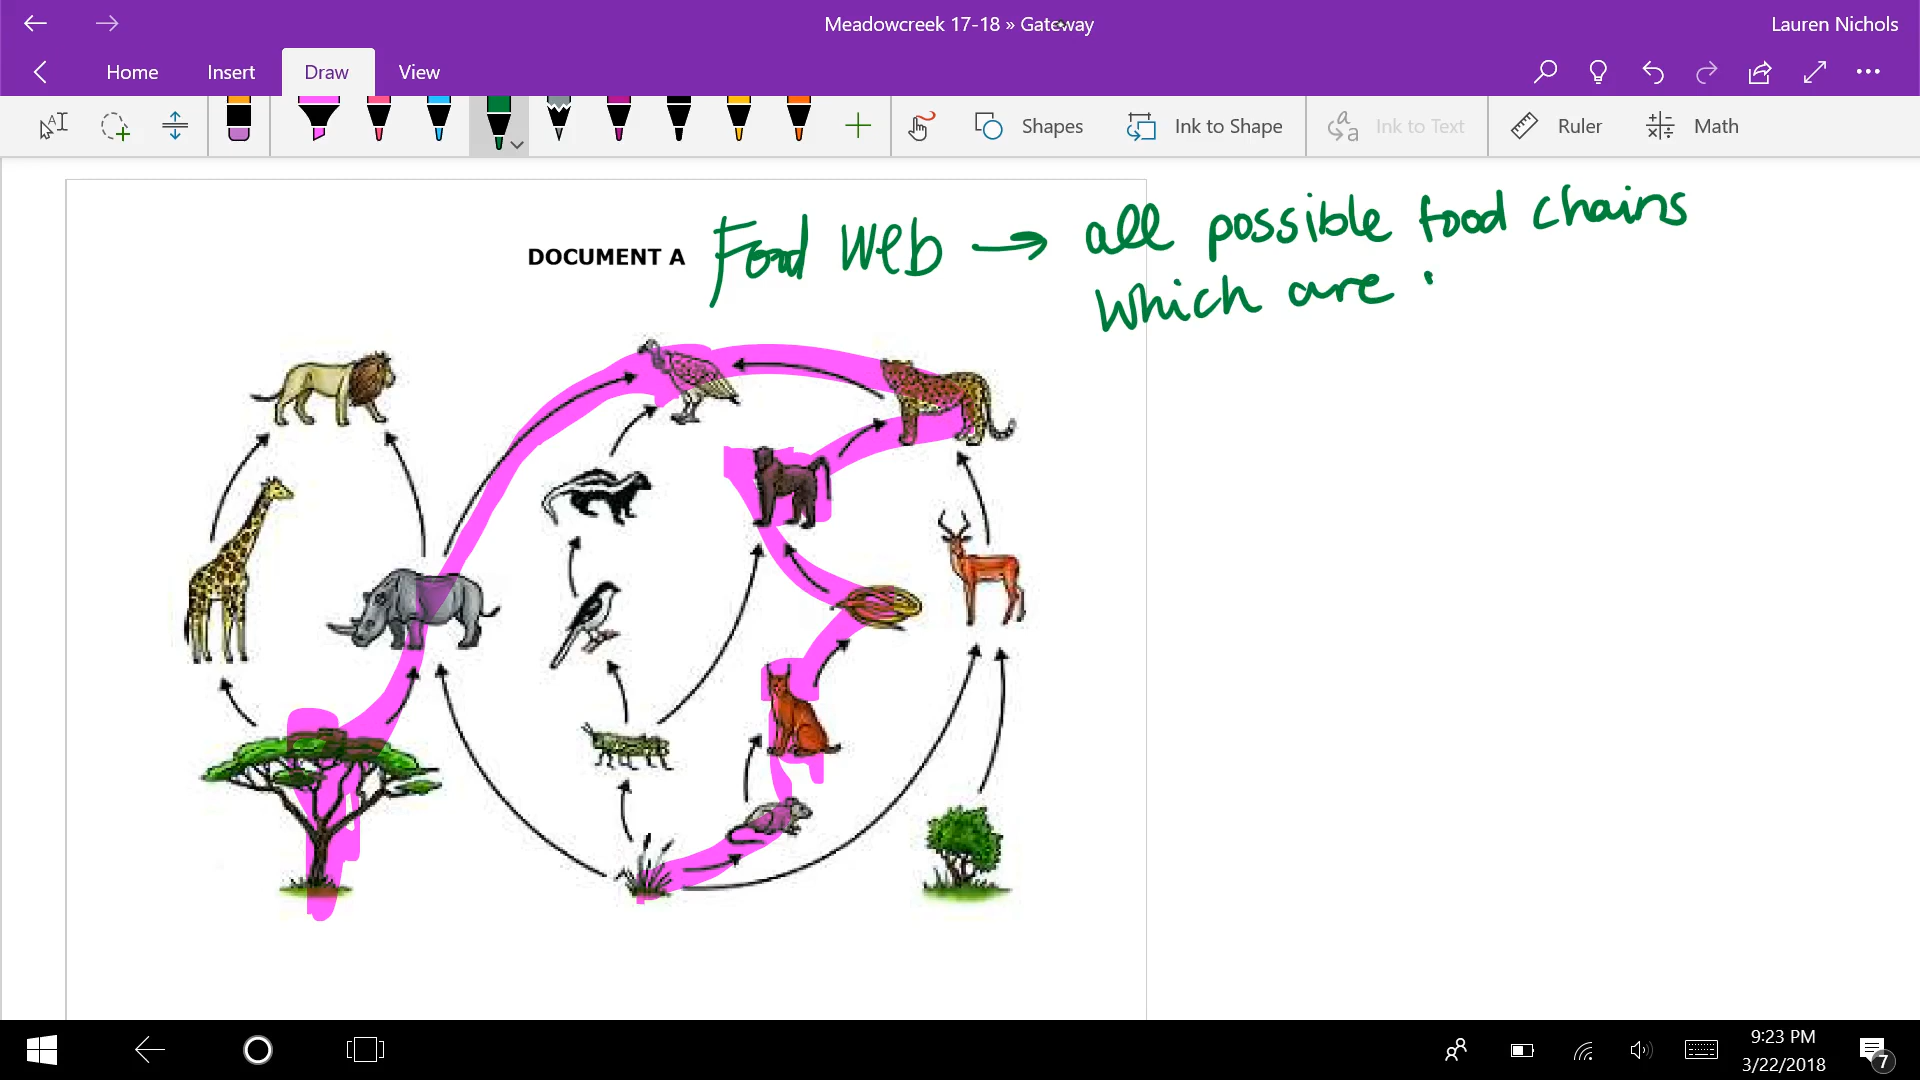 Meadowcreek 17-18 » Gateway
Lauren Nichols
Home Insert Draw View
Shapes Ink to Shape Ink to Text Ruler Math
DOCUMENT A
Food Web → all possible food chains
which are
9:23 PM
3/22/2018
7